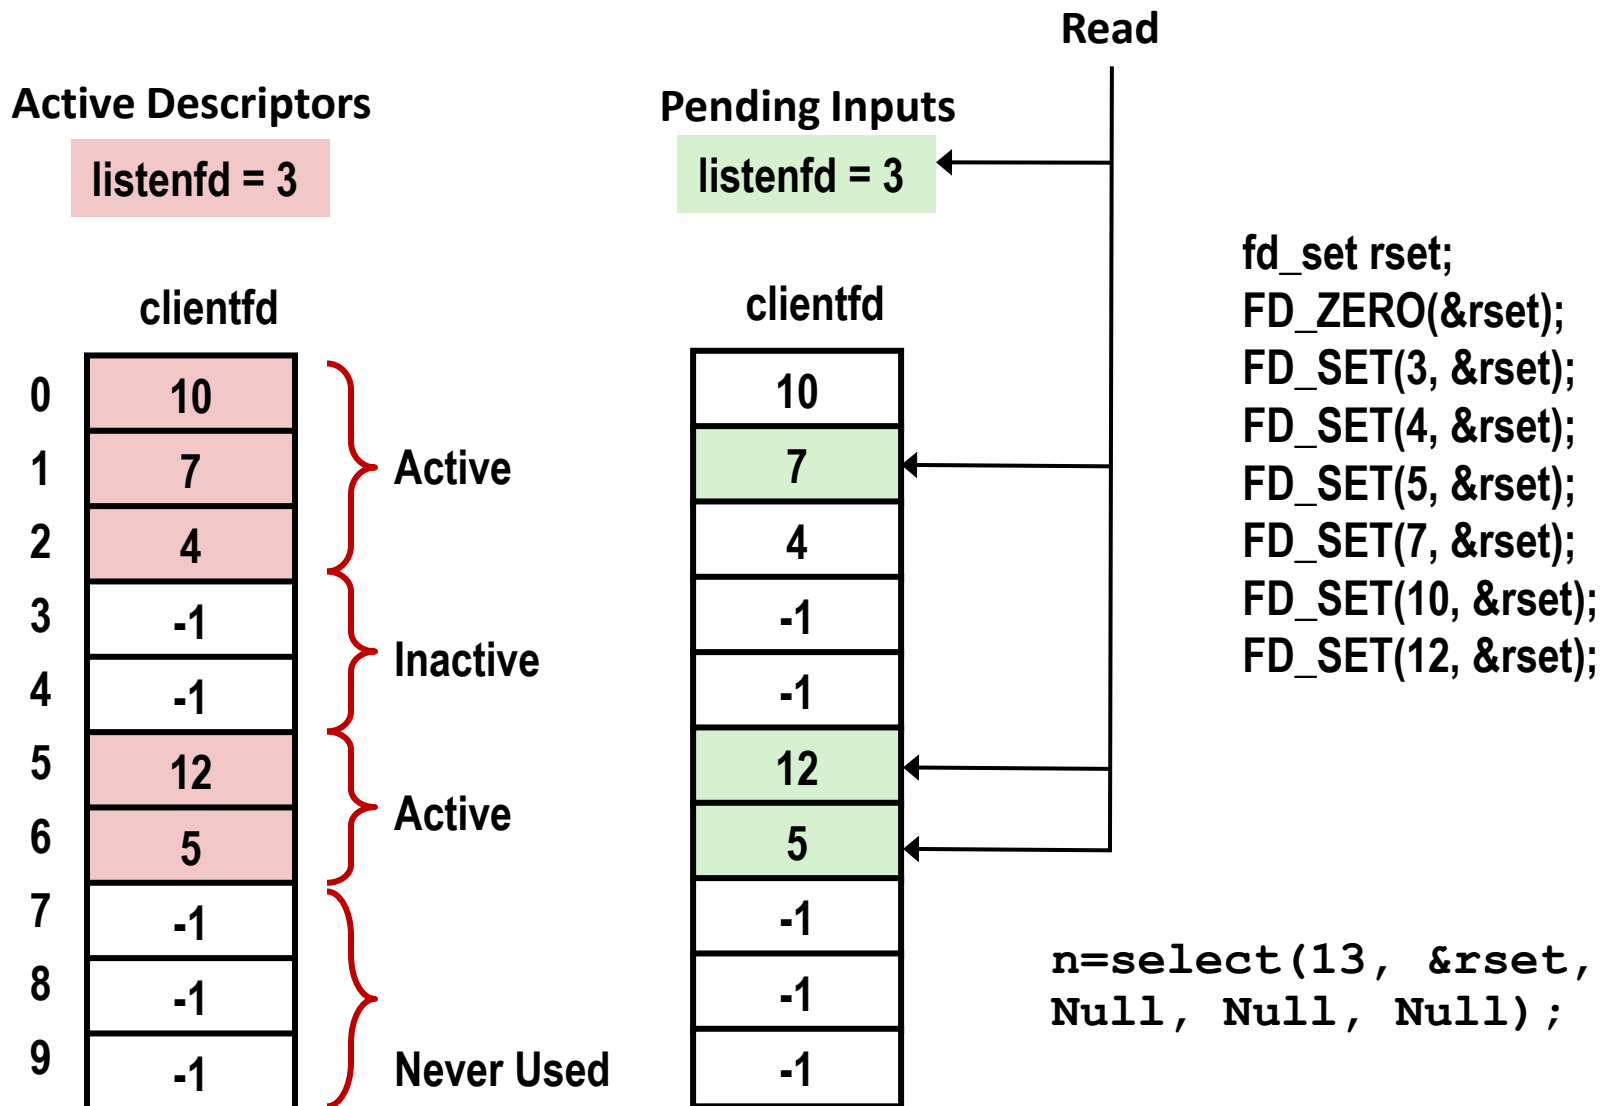 Read
Active Descriptors
listenfd = 3
clientfd
0 10
1 7
2 4
3 -1
4 -1
5 12
6 5
7 -1
8 -1
9 -1
Active
Inactive
Active
Never Used
Pending Inputs
listenfd = 3
clientfd
10
7
4
-1
-1
12
5
-1
-1
-1
fd_set rset;
FD_ZERO(&rset);
FD_SET(3, &rset);
FD_SET(4, &rset);
FD_SET(5, &rset);
FD_SET(7, &rset);
FD_SET(10, &rset);
FD_SET(12, &rset);
n=select(13, &rset,
Null, Null, Null);